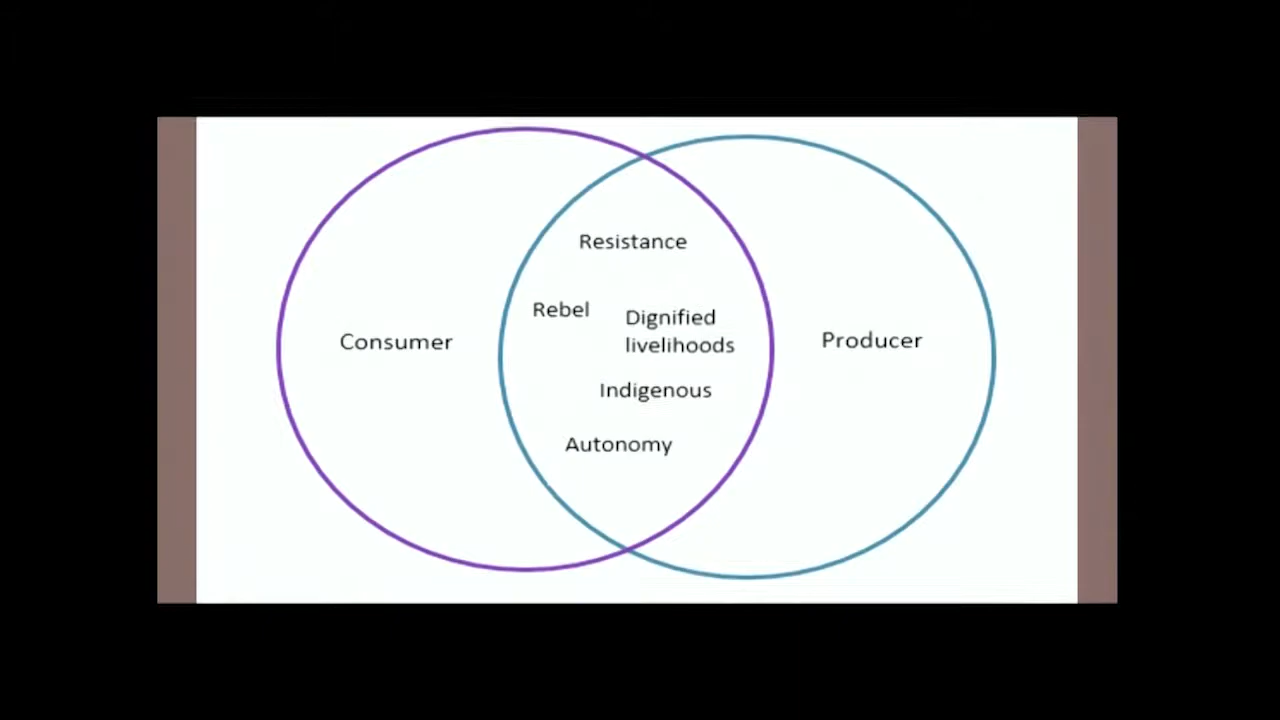 Resistance
Rebel
Dignified
livelihoods
Consumer
Producer
Indigenous
Autonomy